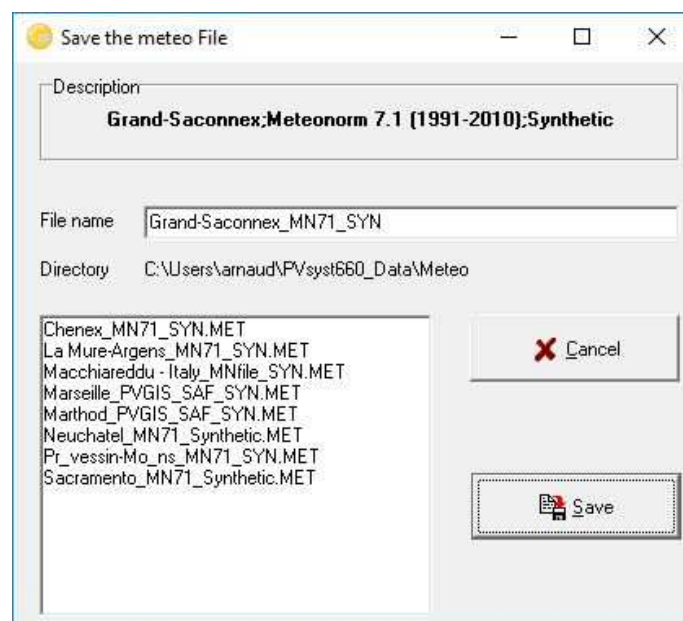 Save the meteo File
Description
Grand-Saconnex;Meteonorm 7.1 (1991-2010);Synthetic
File name Grand-Saconnex_MN71_SYN
Directory C:\Users\arnaud\PVsyst660_Data\Meteo
Chenex_MN71_SYN.MET
La Mure-Argens_MN71_SYN.MET
Macchiareddu - Italy_MNfile_SYN.MET
Marseille_PVGIS_SAF_SYN.MET
Marthod_PVGIS_SAF_SYN.MET
Neuchatel_MN71_Synthetic.MET
Pr_vessin-Mo_ns_MN71_SYN.MET
Sacramento_MN71_Synthetic.MET
Cancel
Save